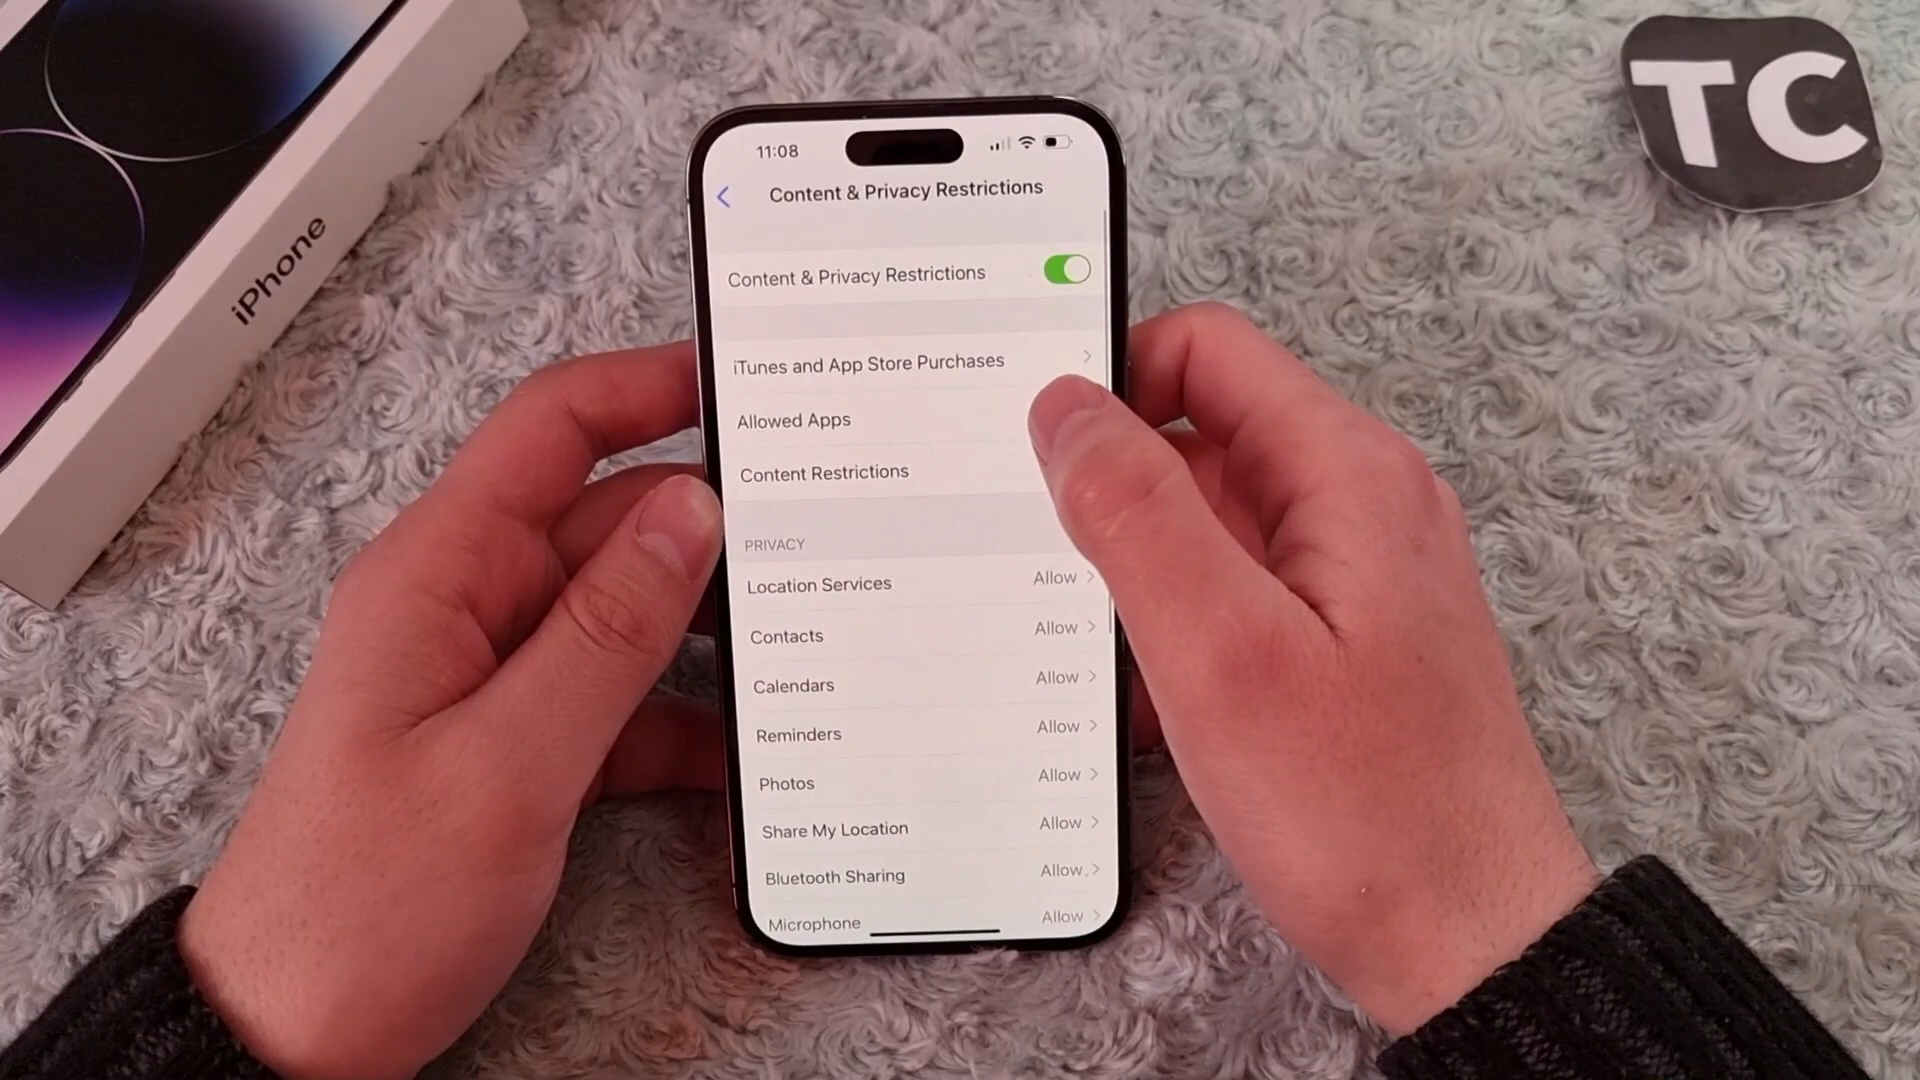 iPhone
TC
11:08
Content & Privacy Restrictions
Content & Privacy Restrictions
iTunes and App Store Purchases
Allowed Apps
Content Restrictions
PRIVACY
Location Services Allow
Contacts Allow
Calendars Allow
Reminders Allow
Photos Allow
Share My Location Allow
Bluetooth Sharing Allow
Microphone Allow